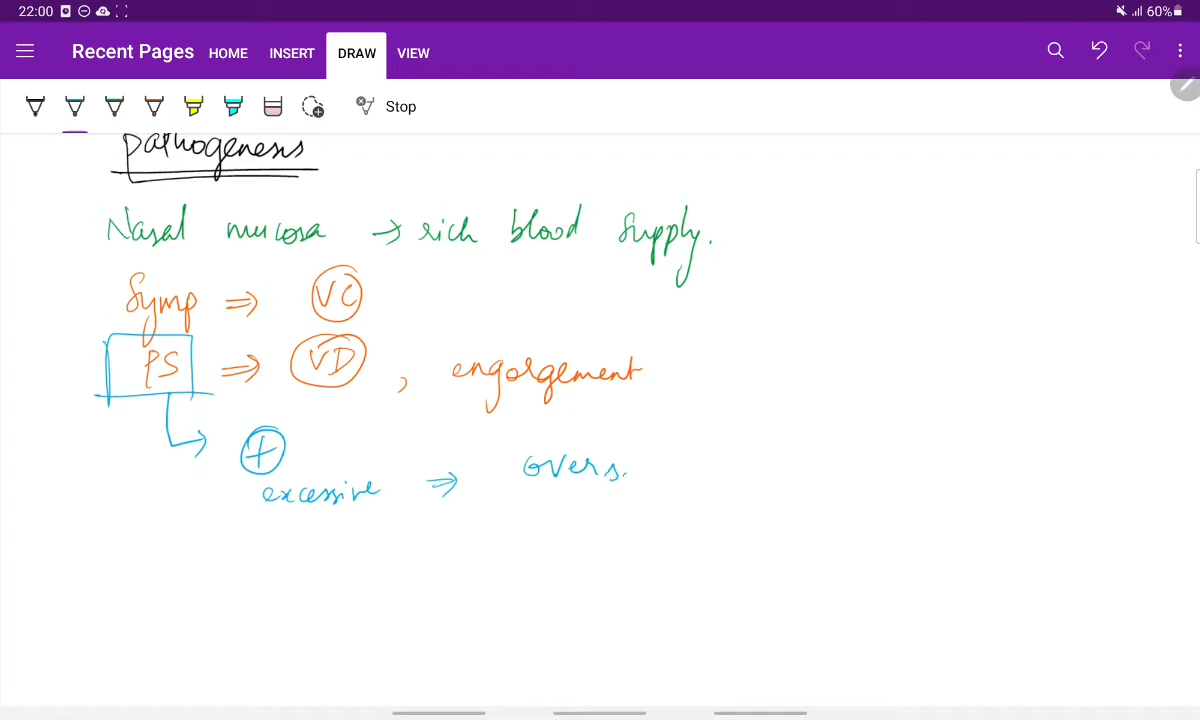 22:00 60%
Recent Pages HOME INSERT DRAW VIEW
Stop
pathogenesis
Nasal mucosa → rich blood supply.
Symp ⇒ VC
PS ⇒ VD, engorgement
+
excessive ⇒ overs.